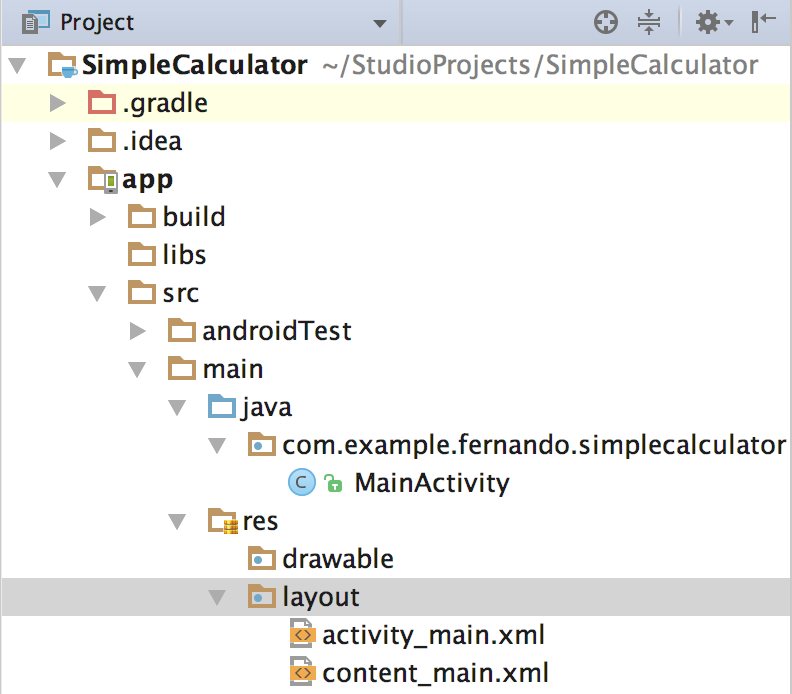 Project
SimpleCalculator ~/StudioProjects/SimpleCalculator
.gradle
.idea
app
build
libs
src
androidTest
main
java
com.example.fernando.simplecalculator
C MainActivity
res
drawable
layout
activity_main.xml
content_main.xml